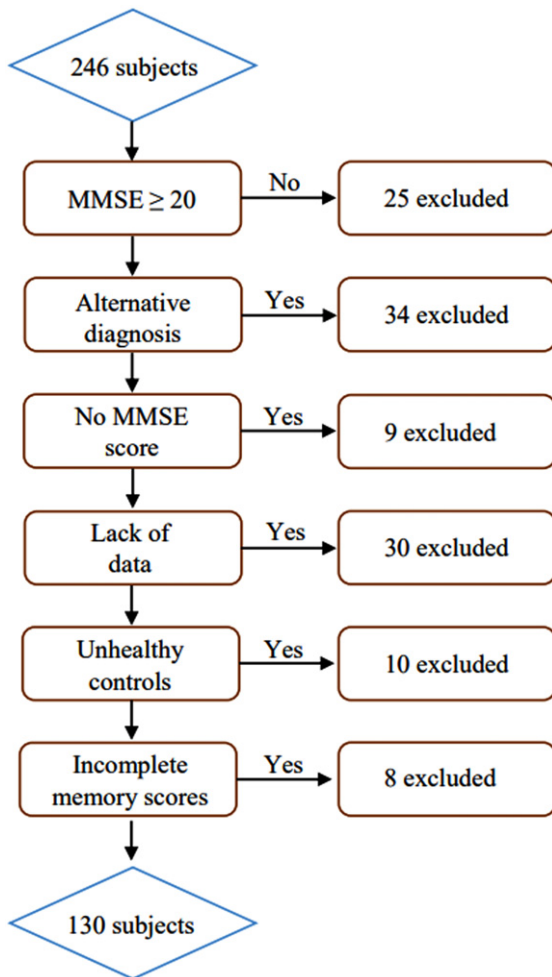 246 subjects
MMSE ≥ 20
No
25 excluded
Alternative
diagnosis
Yes
34 excluded
No MMSE
score
Yes
9 excluded
Lack of
data
Yes
30 excluded
Unhealthy
controls
Yes
10 excluded
Incomplete
memory scores
Yes
8 excluded
130 subjects